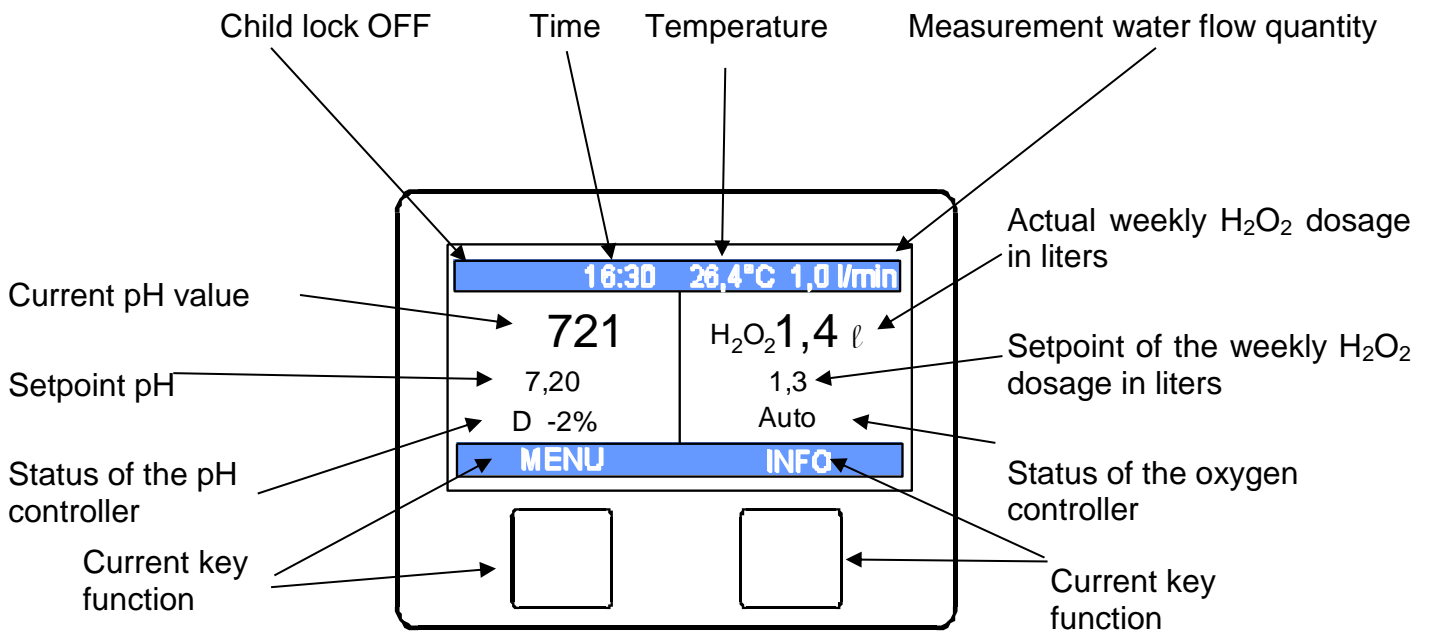 Child lock OFF
Time
Temperature
Measurement water flow quantity
Actual weekly H₂O₂ dosage
in liters
16:30 26,4°C 1,0 l/min
Current pH value
721
H₂O₂1,4 ℓ
Setpoint of the weekly H₂O₂
dosage in liters
Setpoint pH
7,20
1,3
D -2%
Auto
MENU
INFO
Status of the pH
controller
Status of the oxygen
controller
Current key
function
Current key
function